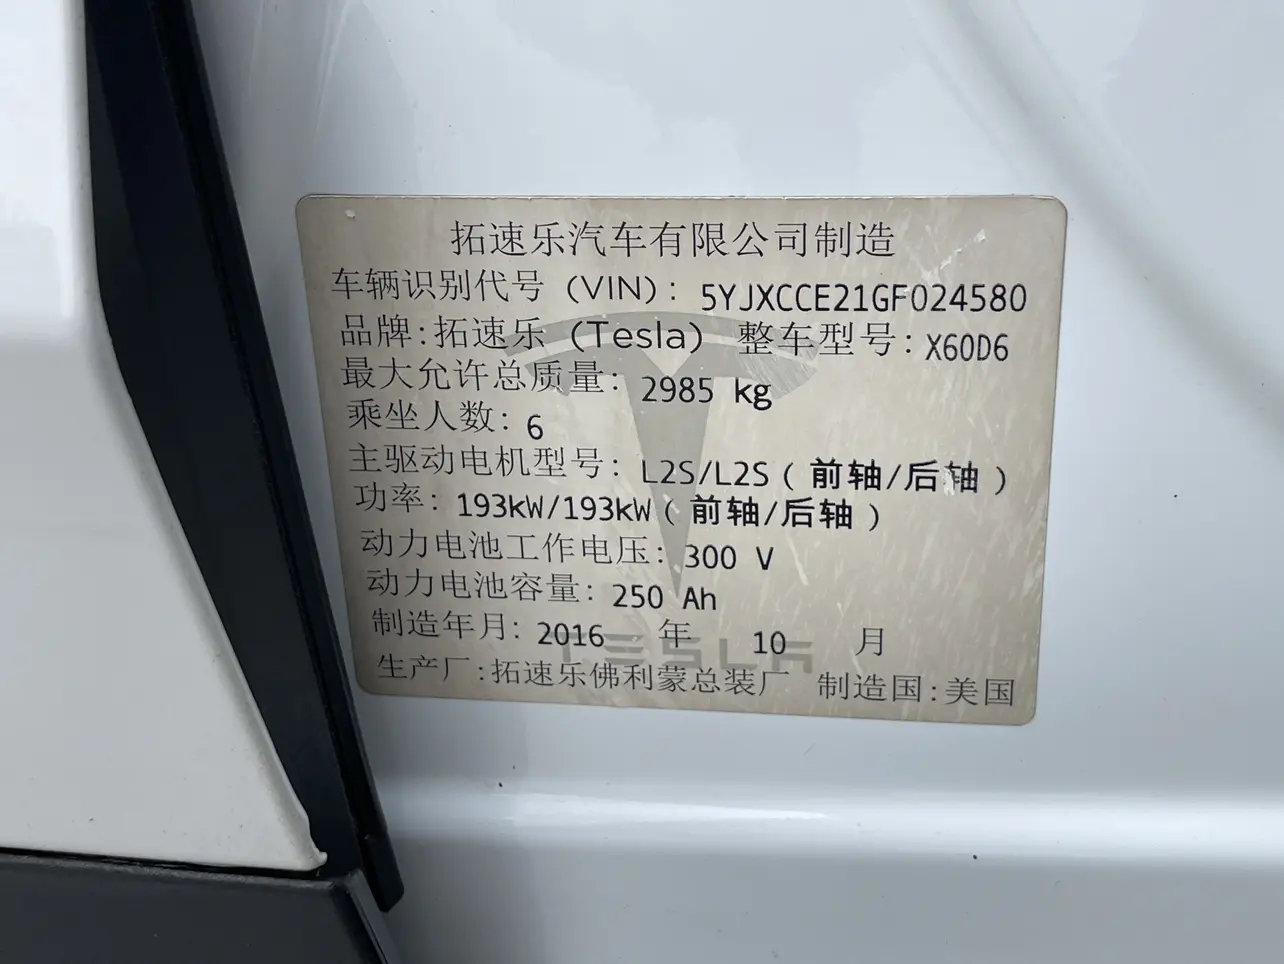 拓速乐汽车有限公司制造
车辆识别代号（VIN）：5YJXCCE21GF024580
品牌：拓速乐（Tesla） 整车型号：X60D6
最大允许总质量：2985 kg
乘坐人数：6
主驱动电机型号：L2S/L2S（前轴/后轴）
功率：193kW/193kW（前轴/后轴）
动力电池工作电压：300 V
动力电池容量：250 Ah
制造年月：2016 年 10 月
TESLA
生产厂：拓速乐佛利蒙总装厂 制造国：美国